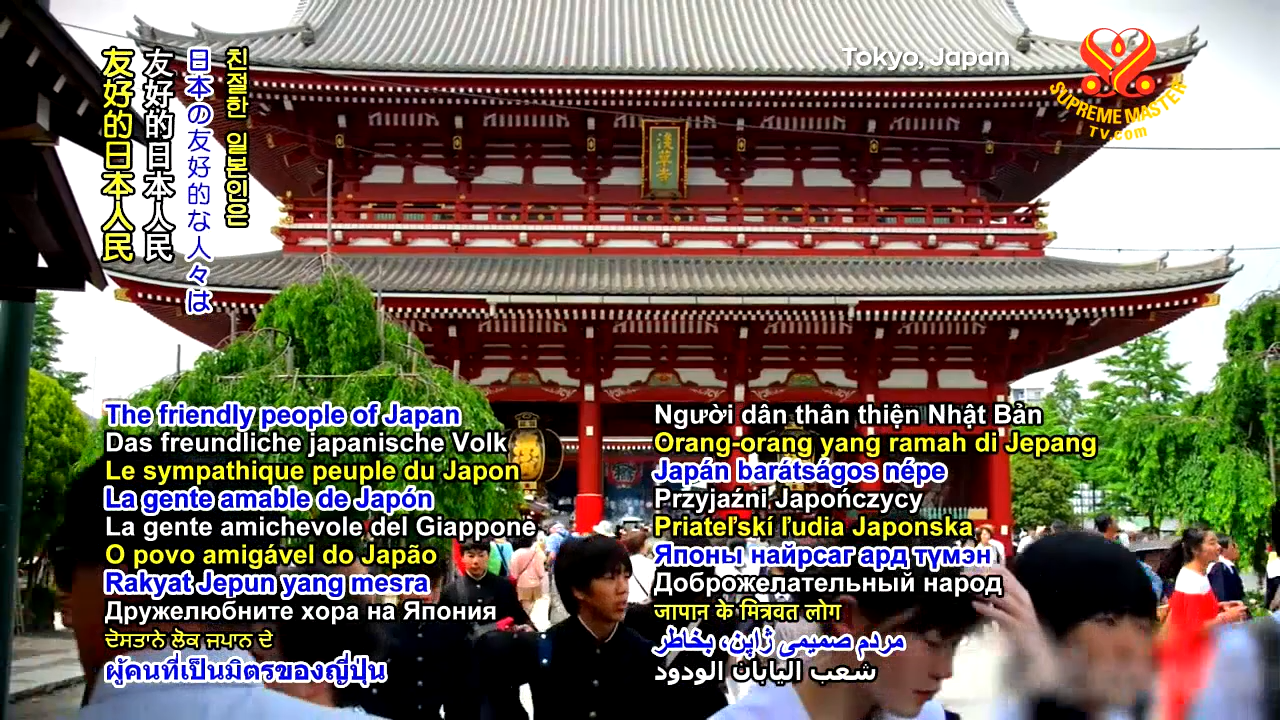 Tokyo, Japan
SUPREME MASTER
TV.com
친절한 일본인은
日本の友好的な人々は
友好的日本人民
友好的日本人民
淺草寺
The friendly people of Japan
Das freundliche japanische Volk
Le sympathique peuple du Japon
La gente amable de Japón
La gente amichevole del Giapponè
O povo amigável do Japão
Rakyat Jepun yang mesra
Дружелюбните хора на Япония
ਦੋਸਤਾਨੇ ਲੋਕ ਜਪਾਨ ਦੇ
ผู้คนที่เป็นมิตรของญี่ปุ่น
Người dân thân thiện Nhật Bản
Orang-orang yang ramah di Jepang
Japán barátságos népe
Przyjaźni Japończycy
Priateľskí ľudia Japonska
Японы найрсаг ард түмэн
Доброжелательный народ
जापान के मित्रवत लोग
مردم صمیمی ژاپن، بخاطر
شعب اليابان الودود